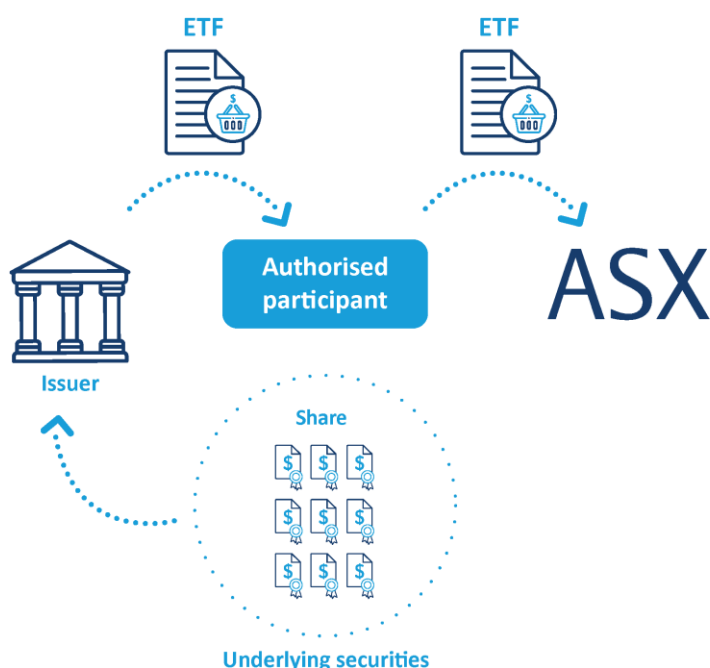 ETF
ETF
Authorised
participant
ASX
Issuer
Share
$
$
$ $ $
$ $ $
$ $ $
Underlying securities